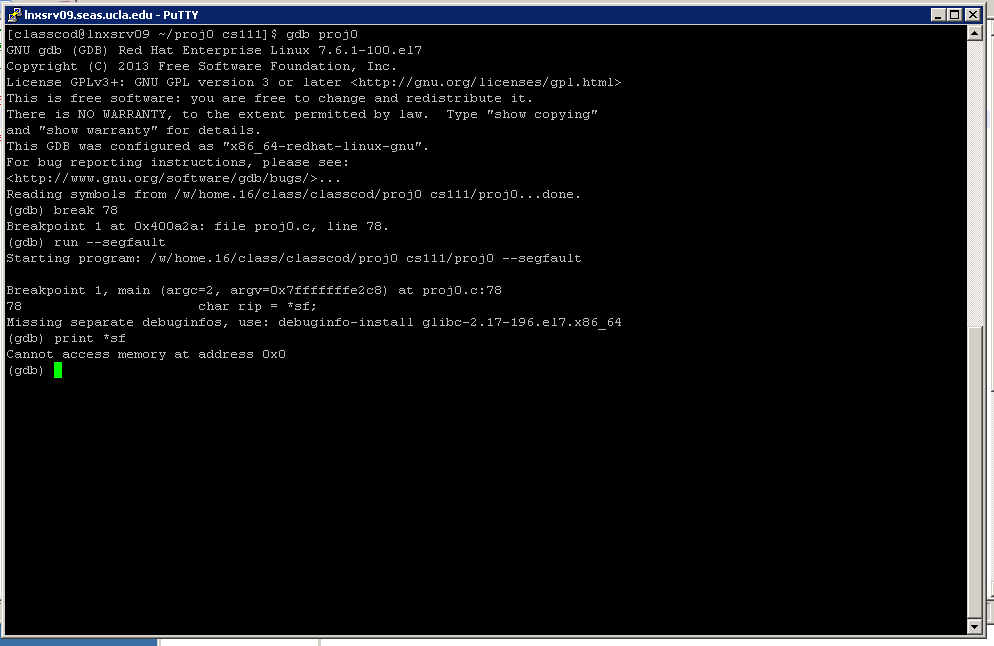 lnxsrv09.seas.ucla.edu - PuTTY
[classcod@lnxsrv09 ~/proj0 cs111]$ gdb proj0
GNU gdb (GDB) Red Hat Enterprise Linux 7.6.1-100.el7
Copyright (C) 2013 Free Software Foundation, Inc.
License GPLv3+: GNU GPL version 3 or later <http://gnu.org/licenses/gpl.html>
This is free software: you are free to change and redistribute it.
There is NO WARRANTY, to the extent permitted by law.  Type "show copying"
and "show warranty" for details.
This GDB was configured as "x86_64-redhat-linux-gnu".
For bug reporting instructions, please see:
<http://www.gnu.org/software/gdb/bugs/>...
Reading symbols from /w/home.16/class/classcod/proj0 cs111/proj0...done.
(gdb) break 78
Breakpoint 1 at 0x400a2a: file proj0.c, line 78.
(gdb) run --segfault
Starting program: /w/home.16/class/classcod/proj0 cs111/proj0 --segfault
Breakpoint 1, main (argc=2, argv=0x7fffffffe2c8) at proj0.c:78
78                      char rip = *sf;
Missing separate debuginfos, use: debuginfo-install glibc-2.17-196.el7.x86_64
(gdb) print *sf
Cannot access memory at address 0x0
(gdb)